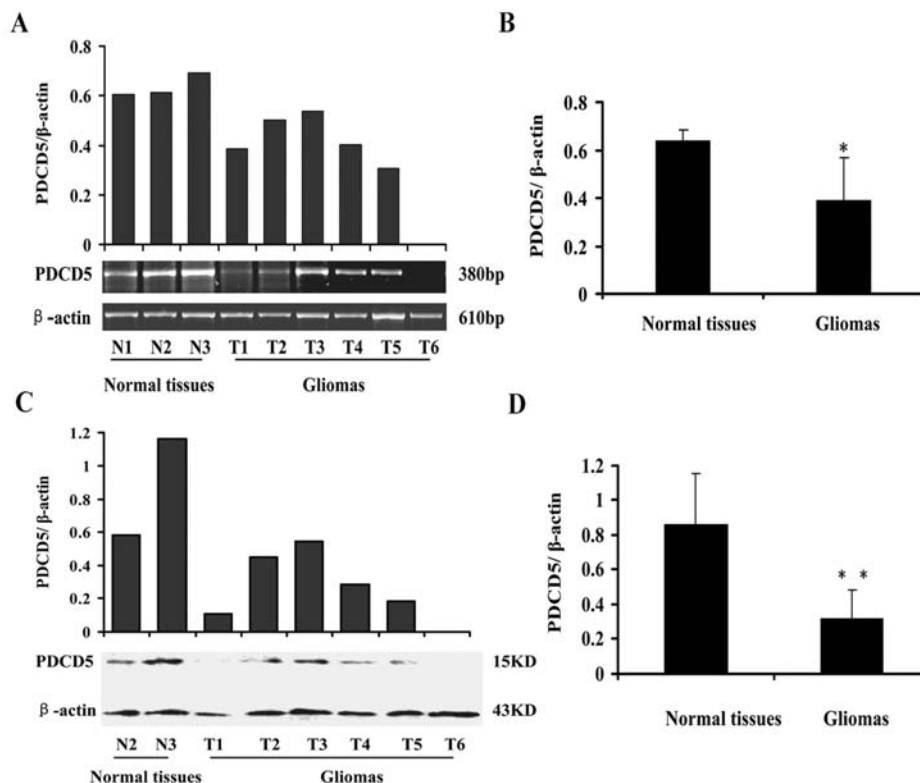 A
PDCD5/β-actin
0.8
0.6
0.4
0.2
0
PDCD5
380bp
β-actin
610bp
N1 N2 N3 T1 T2 T3 T4 T5 T6
Normal tissues Gliomas
B
PDCD5/ β-actin
0.8
0.6
0.4
0.2
0
*
Normal tissues Gliomas
C
PDCD5/ β-actin
1.2
1
0.8
0.6
0.4
0.2
0
PDCD5
15KD
β-actin
43KD
N2 N3 T1 T2 T3 T4 T5 T6
Normal tissues Gliomas
D
PDCD5/ β-actin
1.2
1
0.8
0.6
0.4
0.2
0
* *
Normal tissues Gliomas